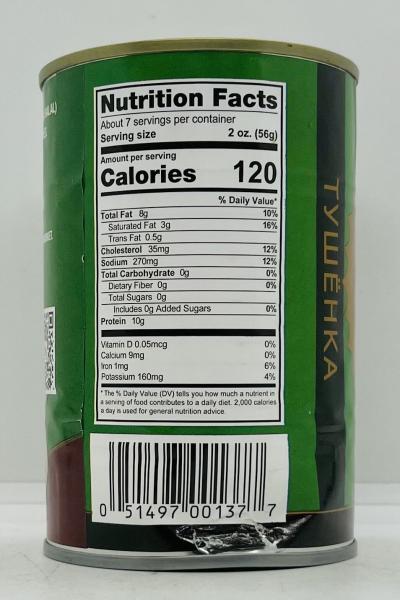 ALAL)
Nutrition Facts
About 7 servings per container
Serving size 2 oz. (56g)
Amount per serving
Calories 120
% Daily Value*
Total Fat 8g 10%
Saturated Fat 3g 16%
Trans Fat 0.5g
Cholesterol 35mg 12%
Sodium 270mg 12%
Total Carbohydrate 0g 0%
Dietary Fiber 0g 0%
Total Sugars 0g
Includes 0g Added Sugars 0%
Protein 10g
Vitamin D 0.05mcg 0%
Calcium 9mg 0%
Iron 1mg 6%
Potassium 160mg 4%
* The % Daily Value (DV) tells you how much a nutrient in
a serving of food contributes to a daily diet. 2,000 calories
a day is used for general nutrition advice.
0 51497 00137 7
ТУШЁНКА